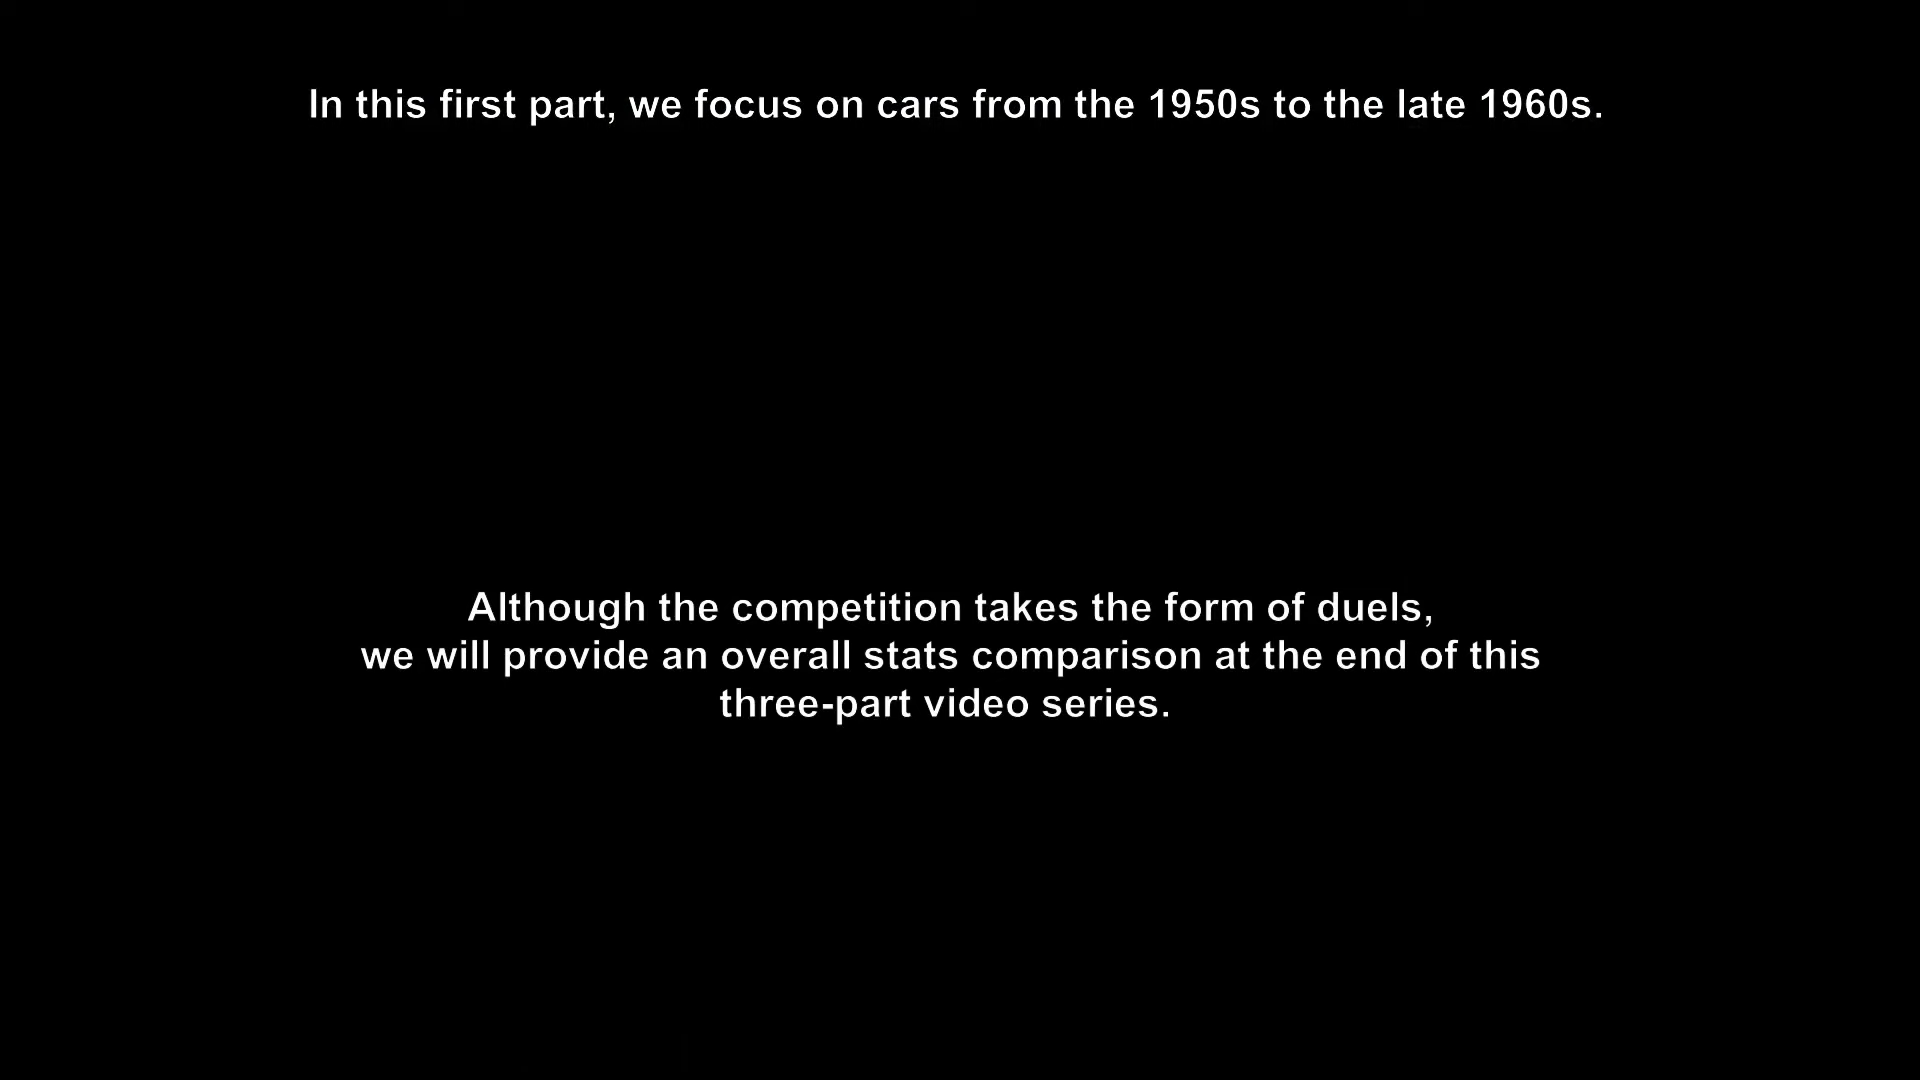 In this first part, we focus on cars from the 1950s to the late 1960s.
Although the competition takes the form of duels,
we will provide an overall stats comparison at the end of this
three-part video series.